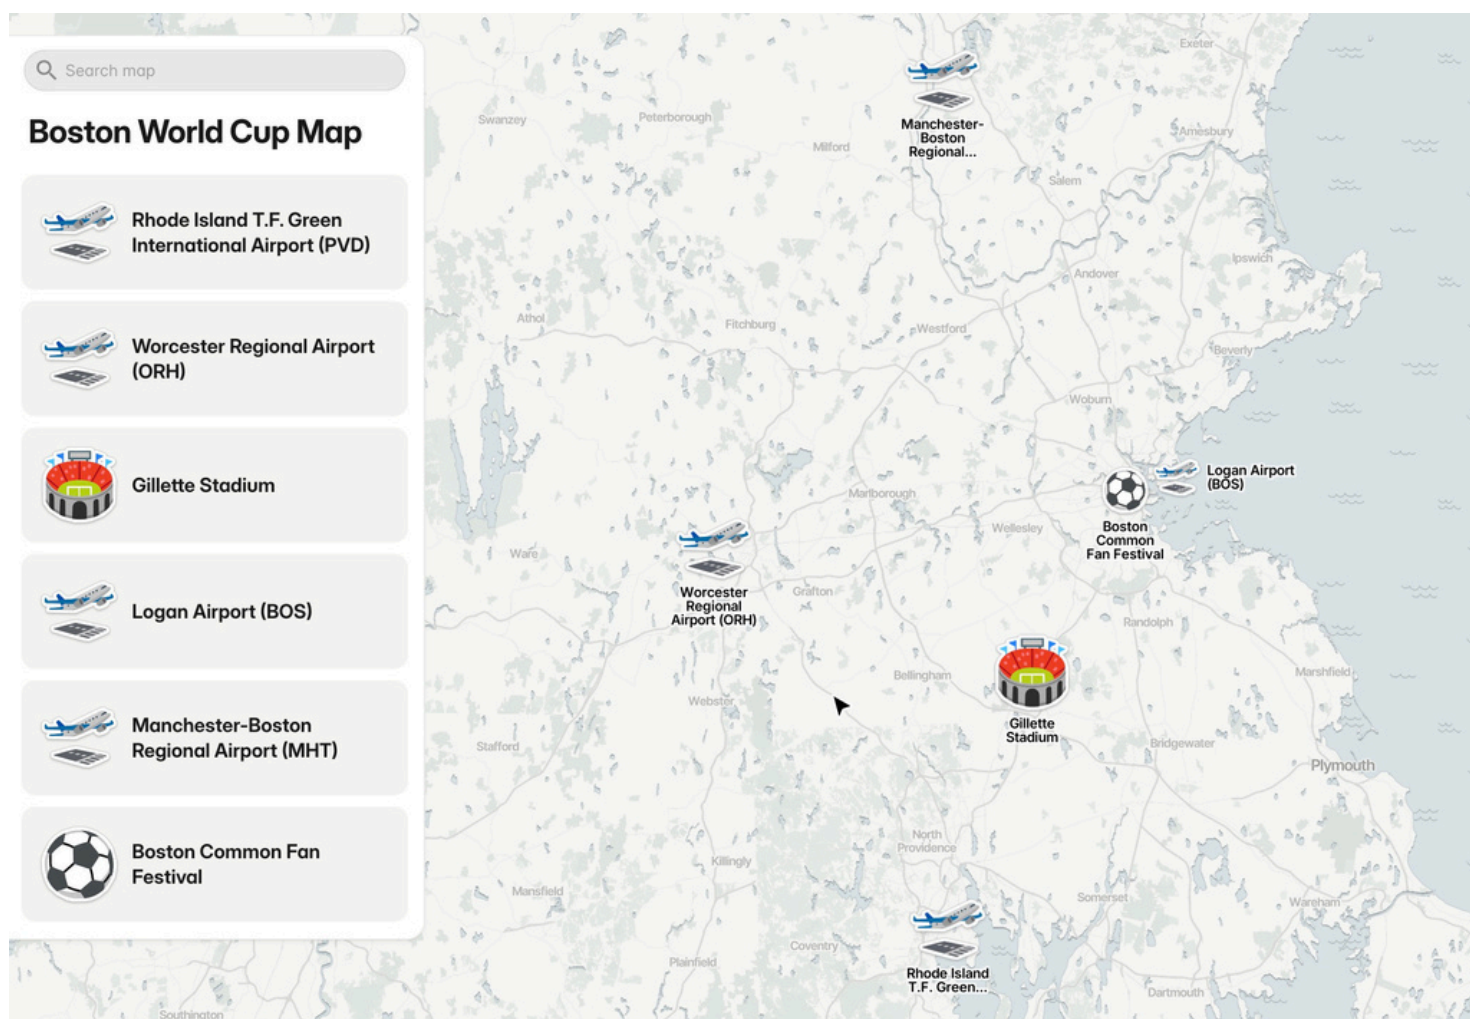 Search map
Boston World Cup Map
Rhode Island T.F. Green
International Airport (PVD)
Worcester Regional Airport
(ORH)
Gillette Stadium
Logan Airport (BOS)
Manchester-Boston
Regional Airport (MHT)
Boston Common Fan
Festival
Exeter
Swanzey
Peterborough
Manchester-
Boston
Regional...
Milford
Amesbury
Salem
Ipswich
Andover
Athol
Fitchburg
Westford
Beverly
Woburn
Logan Airport
(BOS)
Marlborough
Wellesley
Boston
Common
Fan Festival
Ware
Worcester
Regional
Airport (ORH)
Grafton
Randolph
Marshfield
Bellingham
Webster
Gillette
Stadium
Stafford
Bridgewater
Plymouth
North
Providence
Killingly
Mansfield
Somerset
Wareham
Coventry
Plainfield
Rhode Island
T.F. Green...
Dartmouth
Southington